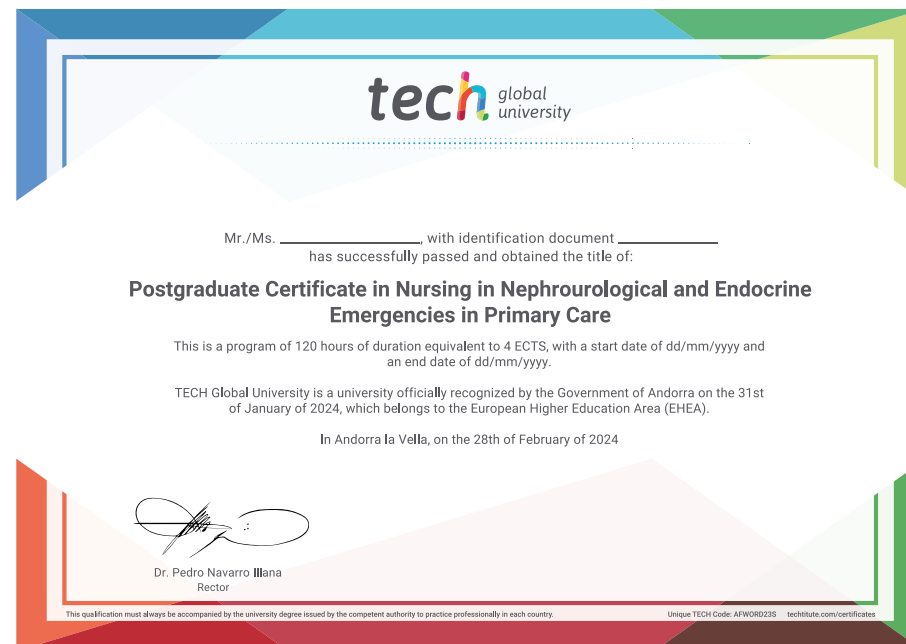 tech global university
Mr./Ms. ____________, with identification document ____________
has successfully passed and obtained the title of:
Postgraduate Certificate in Nursing in Nephrourological and Endocrine
Emergencies in Primary Care
This is a program of 120 hours of duration equivalent to 4 ECTS, with a start date of dd/mm/yyyy and
an end date of dd/mm/yyyy.
TECH Global University is a university officially recognized by the Government of Andorra on the 31st
of January of 2024, which belongs to the European Higher Education Area (EHEA).
In Andorra la Vella, on the 28th of February of 2024
Dr. Pedro Navarro Illana
Rector
This qualification must always be accompanied by the university degree issued by the competent authority to practice professionally in each country.
Unique TECH Code: AFWORD23S techtitute.com/certificates